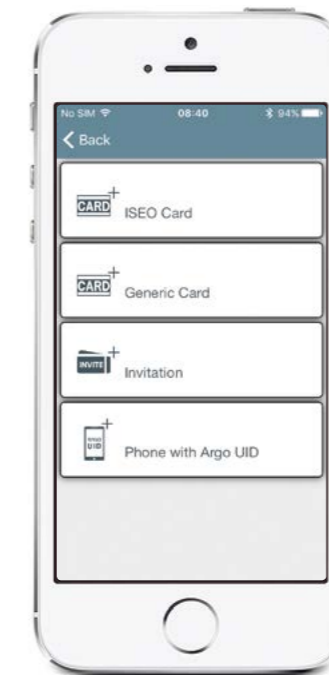 No SIM 08:40 94%
Back
CARD
ISEO Card
CARD
Generic Card
INVITE
Invitation
UID
Phone with Argo UID